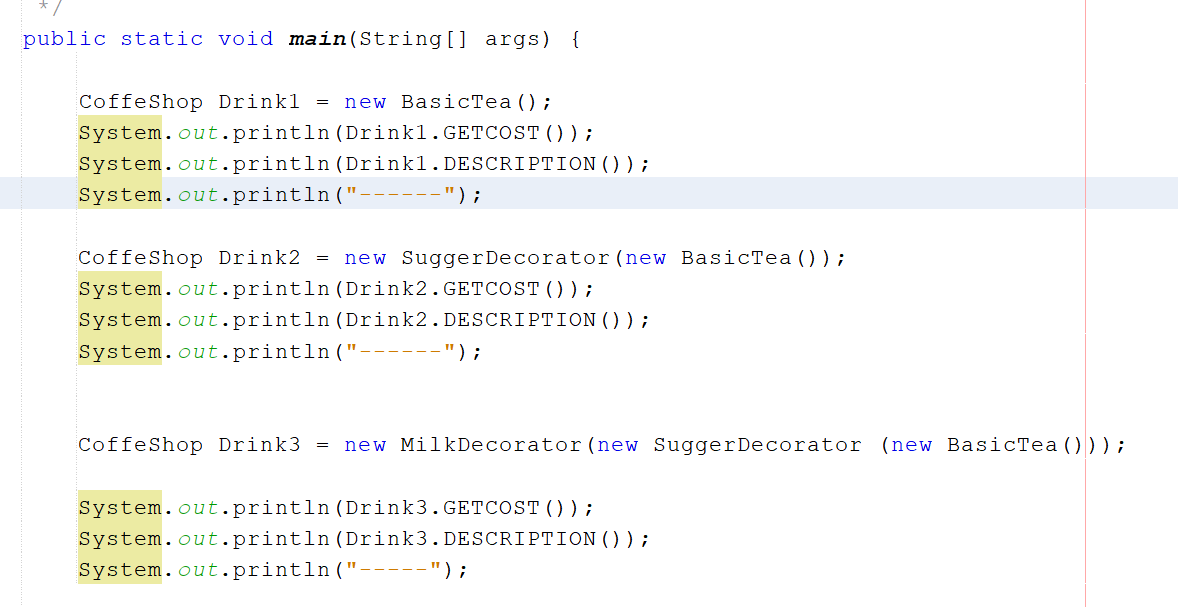 */
public static void main(String[] args) {
CoffeShop Drink1 = new BasicTea();
System.out.println(Drink1.GETCOST());
System.out.println(Drink1.DESCRIPTION());
System.out.println("------");
CoffeShop Drink2 = new SuggerDecorator(new BasicTea());
System.out.println(Drink2.GETCOST());
System.out.println(Drink2.DESCRIPTION());
System.out.println("------");
CoffeShop Drink3 = new MilkDecorator(new SuggerDecorator (new BasicTea()));
System.out.println(Drink3.GETCOST());
System.out.println(Drink3.DESCRIPTION());
System.out.println("-----");